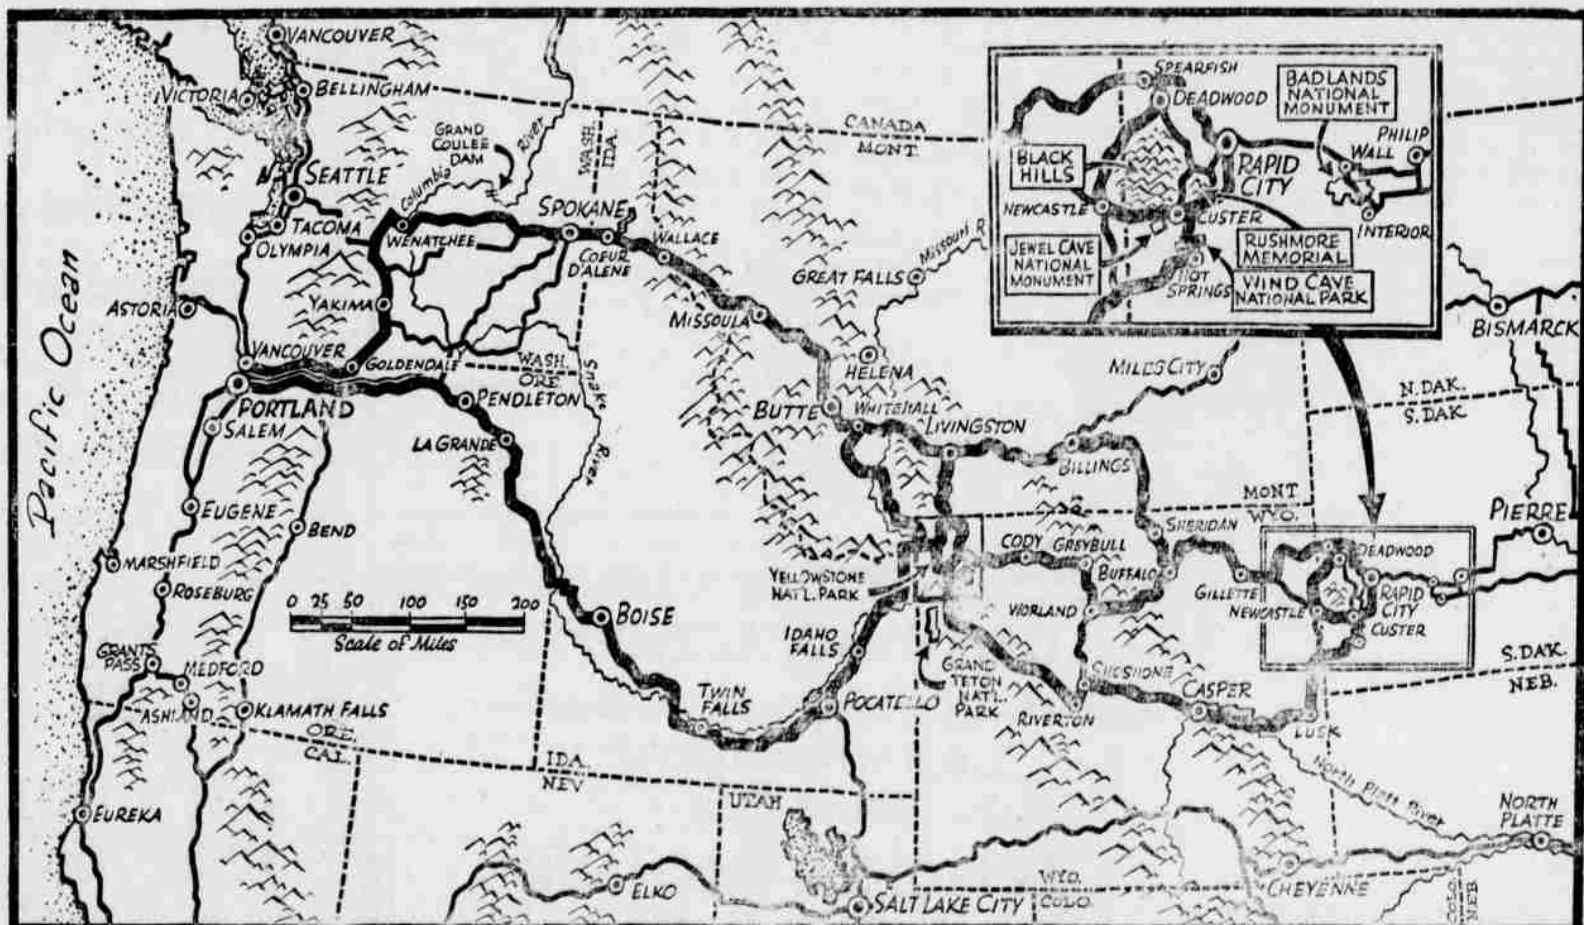 VANCOUVER
VICTORIA
BELLINGHAM
GRAND
COULEE
DAM
Columbia
River
WASH.
IDA.
CANADA
MONT.
SEATTLE
TACOMA
OLYMPIA
WENATCHEE
SPOKANE
COEUR
D'ALENE
WALLACE
MISSOULA
GREAT FALLS
Missouri R
ASTORIA
YAKIMA
VANCOUVER
GOLDENDALE
WASH.
ORE
Snake
River
PORTLAND
SALEM
PENDLETON
LA GRANDE
Pacific Ocean
HELENA
BUTTE
WHITEHALL
LIVINGSTON
BILLINGS
MILES CITY
BISMARCK
N. DAK.
S. DAK
EUGENE
BEND
MARSHFIELD
ROSEBURG
0 25 50 100 150 200
Scale of Miles
BOISE
GRANTS
PASS
MEDFORD
ASHLAND
KLAMATH FALLS
ORE.
CAL.
IDA.
NEV
UTAH
EUREKA
ELKO
SALT LAKE CITY
TWIN
FALLS
POCATELLO
IDAHO
FALLS
YELLOWSTONE
NAT'L. PARK
GRAND
TETON
NAT'L.
PARK
MONT
WYO.
CODY
GREYBULL
SHERIDAN
BUFFALO
WORLAND
GILLETTE
NEWCASTLE
DEADWOOD
RAPID
CITY
CUSTER
PIERRE
S. DAK.
NEB.
SHOSHONE
RIVERTON
CASPER
LUSK
North Platt River
NORTH
PLATTE
CHEYENNE
WYO.
COLO
COLO
NEB
SPEARFISH
DEADWOOD
BADLANDS
NATIONAL
MONUMENT
PHILIP
WALL
BLACK
HILLS
RAPID
CITY
NEWCASTLE
CUSTER
INTERIOR
JEWEL CAVE
NATIONAL
MONUMENT
HOT
SPRINGS
RUSHMORE
MEMORIAL
WIND CAVE
NATIONAL PARK